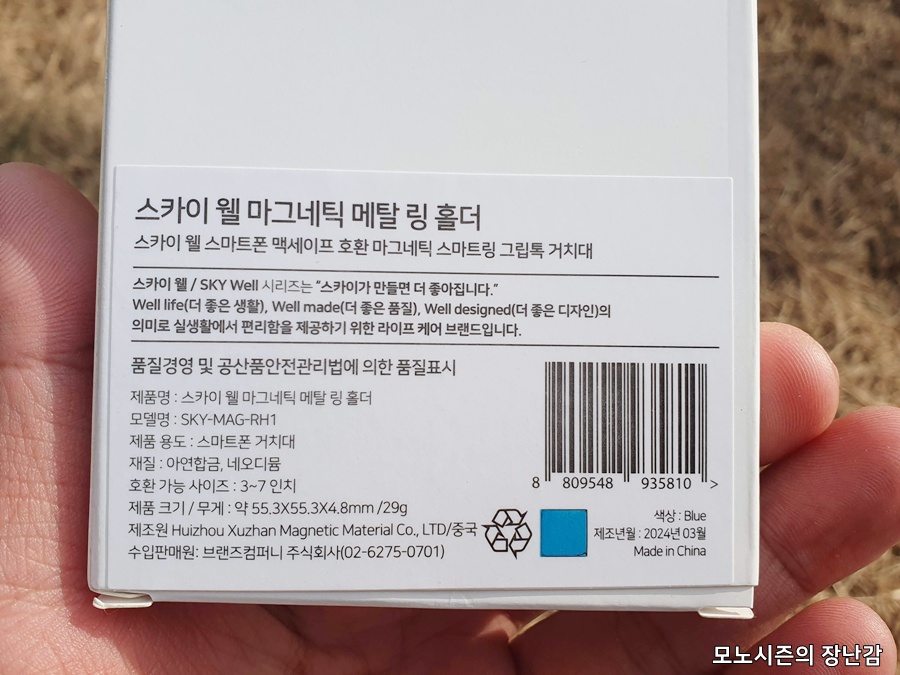 스카이 웰 마그네틱 메탈 링 홀더
스카이 웰 스마트폰 맥세이프 호환 마그네틱 스마트링 그립톡 거치대
스카이 웰 / SKY Well 시리즈는 “스카이가 만들면 더 좋아집니다.”
Well life(더 좋은 생활), Well made(더 좋은 품질), Well designed(더 좋은 디자인)의
의미로 실생활에서 편리함을 제공하기 위한 라이프 케어 브랜드입니다.
품질경영 및 공산품안전관리법에 의한 품질표시
제품명 : 스카이 웰 마그네틱 메탈 링 홀더
모델명 : SKY-MAG-RH1
제품 용도 : 스마트폰 거치대
재질 : 아연합금, 네오디뮴
호환 가능 사이즈 : 3~7 인치
제품 크기 / 무게 : 약 55.3X55.3X4.8mm /29g
제조원 Huizhou Xuzhan Magnetic Material Co., LTD/중국
수입판매원: 브랜즈컴퍼니 주식회사(02-6275-0701)
8 809548 935810 >
색상 : Blue
제조년월 : 2024년 03월
Made in China
모노시즌의 장난감